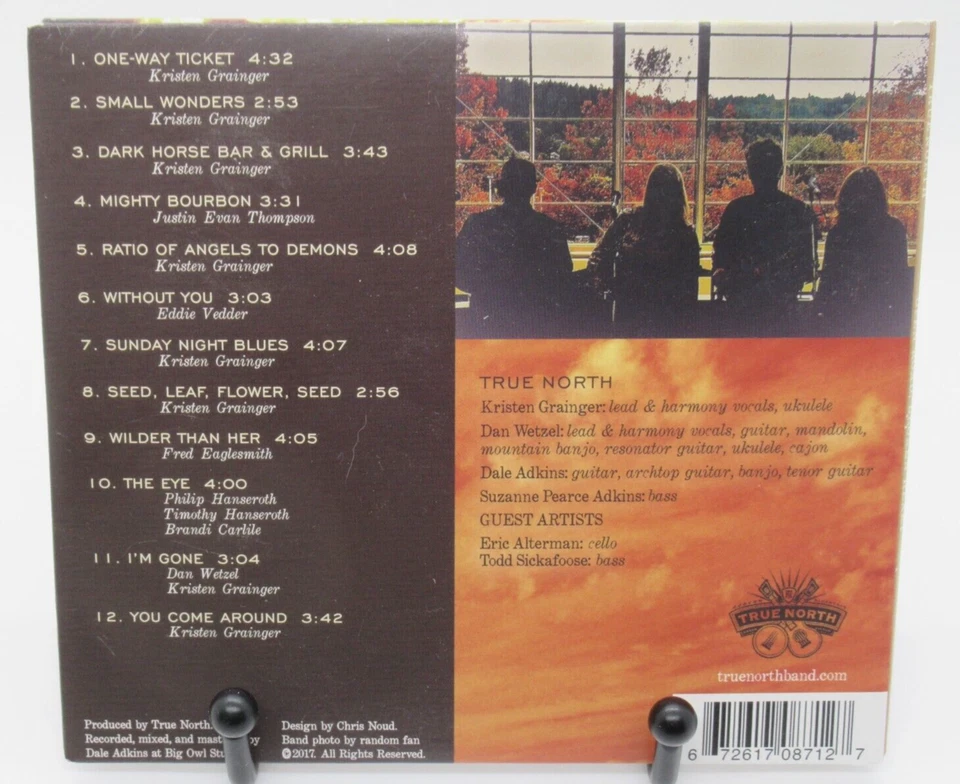 1. ONE-WAY TICKET 4:32
Kristen Grainger
2. SMALL WONDERS 2:53
Kristen Grainger
3. DARK HORSE BAR & GRILL 3:43
Kristen Grainger
4. MIGHTY BOURBON 3:31
Justin Evan Thompson
5. RATIO OF ANGELS TO DEMONS 4:08
Kristen Grainger
6. WITHOUT YOU 3:03
Eddie Vedder
7. SUNDAY NIGHT BLUES 4:07
Kristen Grainger
8. SEED, LEAF, FLOWER, SEED 2:56
Kristen Grainger
9. WILDER THAN HER 4:05
Fred Eaglesmith
10. THE EYE 4:00
Philip Hanseroth
Timothy Hanseroth
Brandi Carlile
11. I'M GONE 3:04
Dan Wetzel
Kristen Grainger
12. YOU COME AROUND 3:42
Kristen Grainger
Produced by True North.
Recorded, mixed, and by
Dale Adkins at Big Owl
Design by Chris Noud.
Band photo by random fan
©2017. All Rights Reserved.
TRUE NORTH
Kristen Grainger: lead & harmony vocals, ukulele
Dan Wetzel: lead & harmony vocals, guitar, mandolin,
mountain banjo, resonator guitar, ukulele, cajon
Dale Adkins: guitar, archtop guitar, banjo, tenor guitar
Suzanne Pearce Adkins: bass
GUEST ARTISTS
Eric Alterman: cello
Todd Sickafoose: bass
TRUE NORTH
truenorthband.com
6 72617 08712 7